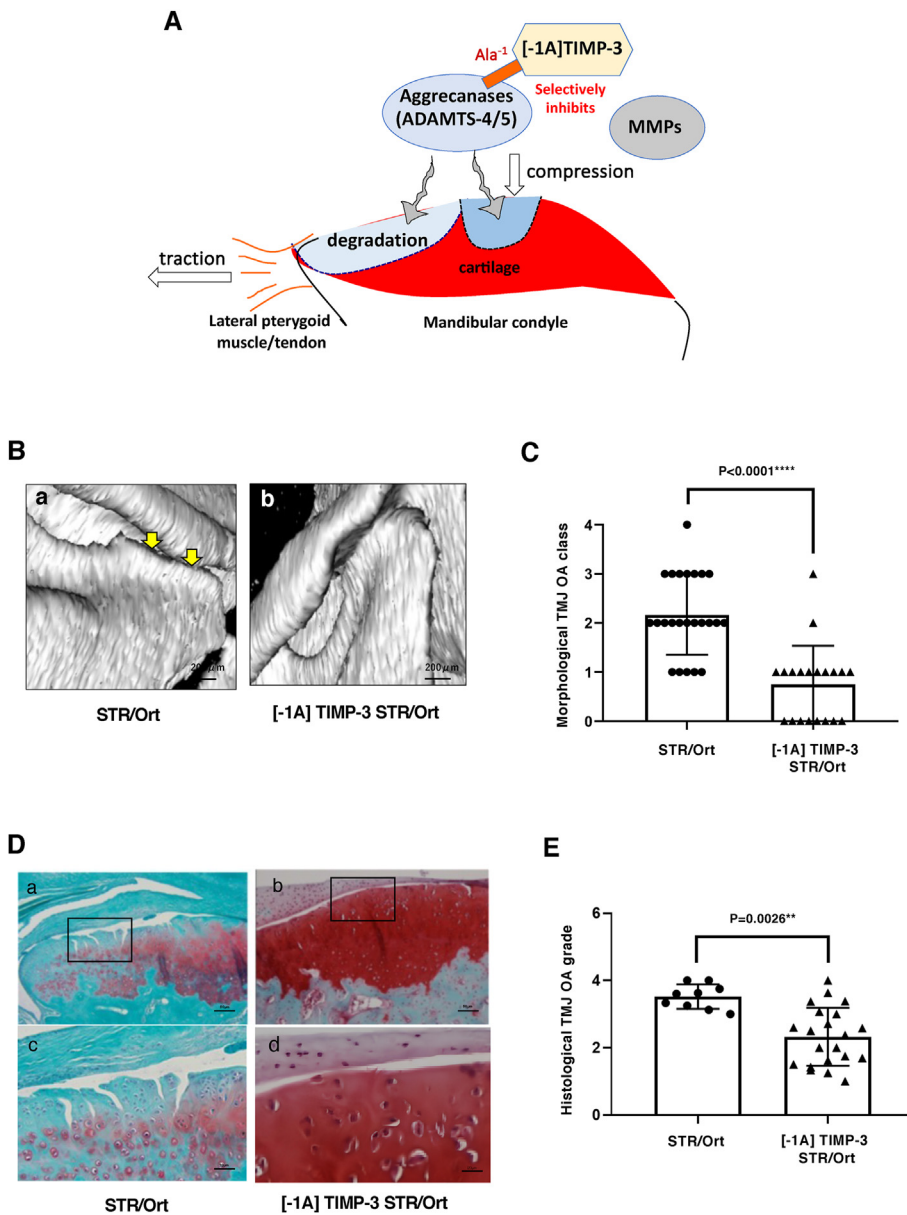 A
[-1A]TIMP-3
Ala-1
Selectively
inhibits
Aggrecanases
(ADAMTS-4/5)
MMPs
compression
degradation
traction
cartilage
Lateral pterygoid
muscle/tendon
Mandibular condyle
B
a
b
200μm
200μm
STR/Ort
[-1A] TIMP-3 STR/Ort
C
P<0.0001****
Morphological TMJ OA class
4
3
2
1
0
STR/Ort
[-1A] TIMP-3
STR/Ort
D
a
b
c
d
STR/Ort
[-1A] TIMP-3 STR/Ort
E
P=0.0026**
Histological TMJ OA grade
6
4
2
0
STR/Ort
[-1A] TIMP-3
STR/Ort